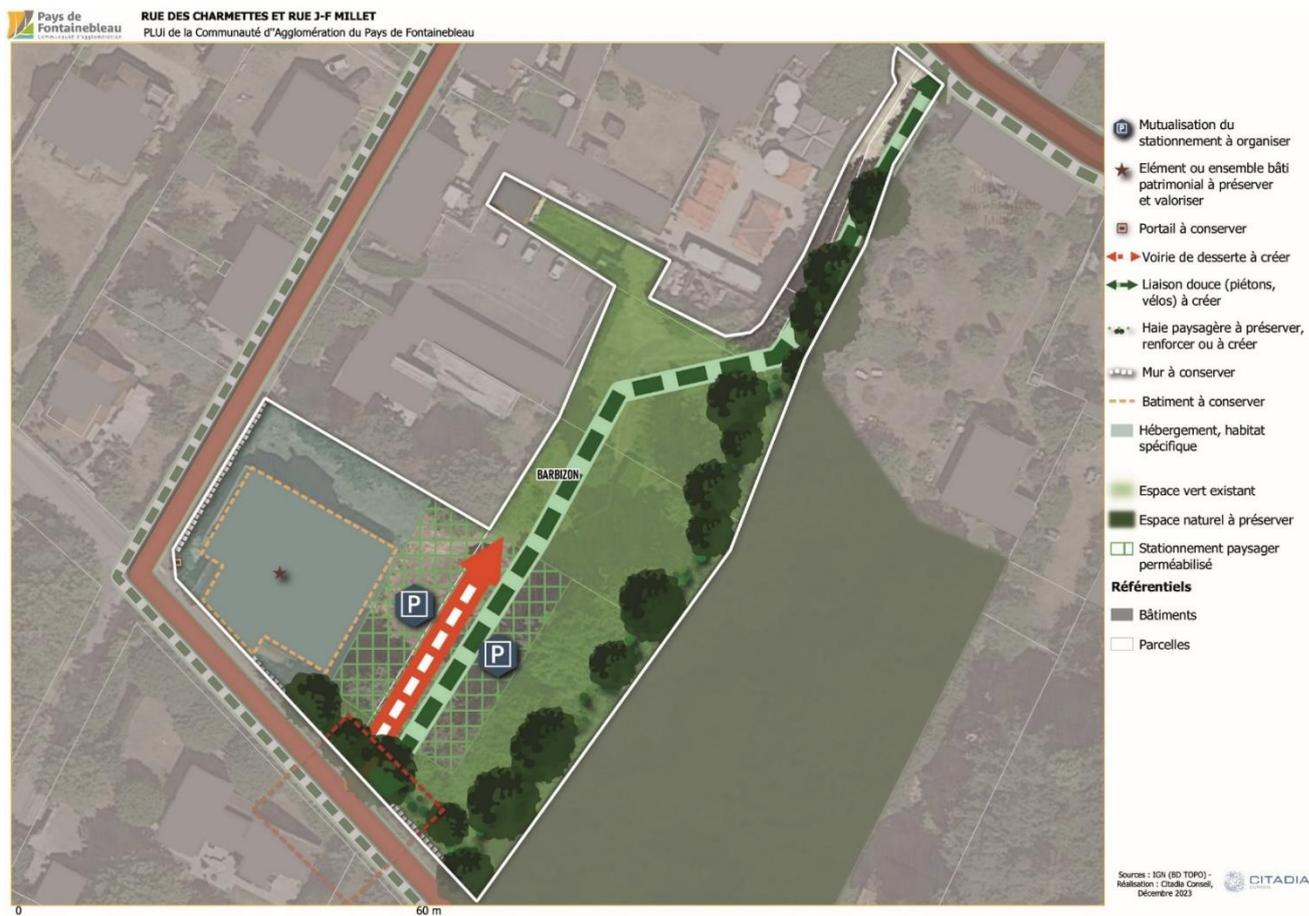 Pays de
Fontainebleau
Communauté d'agglomération
RUE DES CHARMETTES ET RUE J-F MILLET
PLUi de la Communauté d"Agglomération du Pays de Fontainebleau
BARBIZON
P
P
P
Mutualisation du
stationnement à organiser
Elément ou ensemble bâti
patrimonial à préserver
et valoriser
Portail à conserver
Voirie de desserte à créer
Liaison douce (piétons,
vélos) à créer
Haie paysagère à préserver,
renforcer ou à créer
Mur à conserver
Batiment à conserver
Hébergement, habitat
spécifique
Espace vert existant
Espace naturel à préserver
Stationnement paysager
perméabilisé
Référentiels
Bâtiments
Parcelles
Sources : IGN (BD TOPO) -
Réalisation : Citadia Conseil,
Décembre 2023
CITADIA
0
60 m